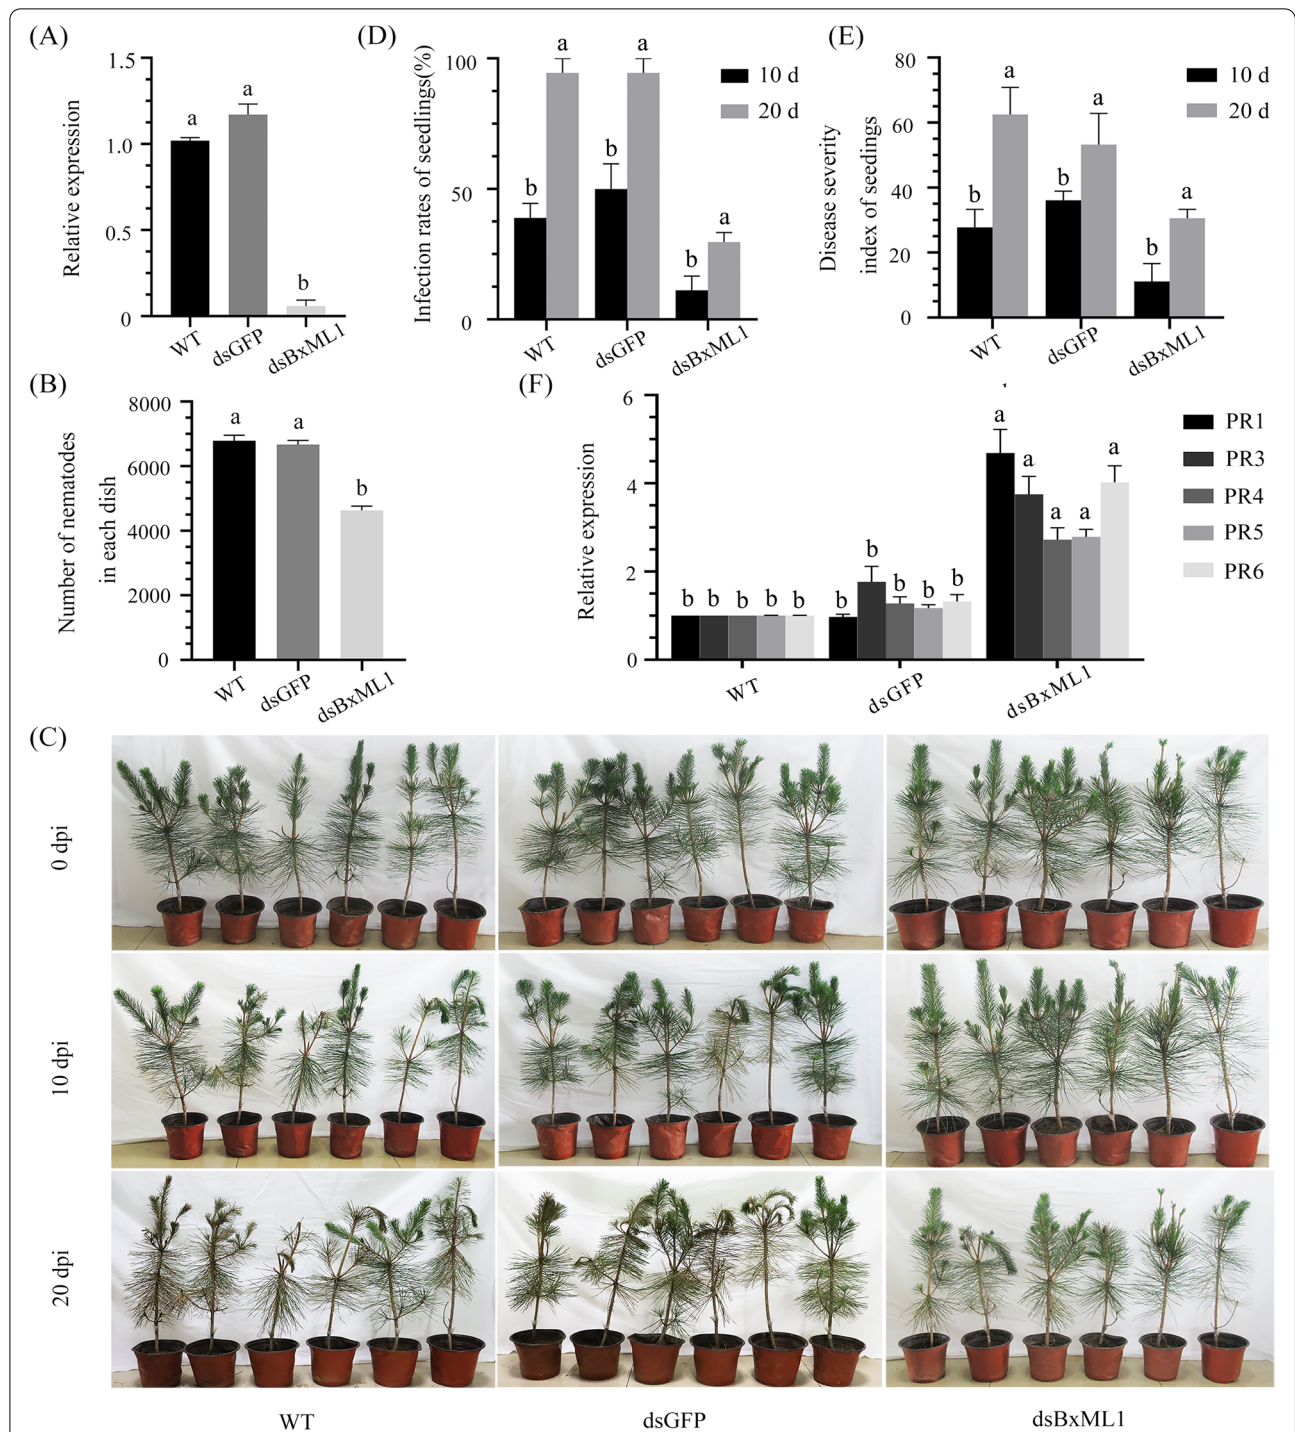 (A)
Relative expression
1.5
1.0
0.5
0
a
a
b
WT
dsGFP
dsBxML1
(D)
Infection rates of seedlings(%)
100
50
0
b
a
b
a
b
a
10 d
20 d
WT
dsGFP
dsBxML1
(E)
Disease severity
index of seedings
80
60
40
20
0
b
a
b
a
b
a
10 d
20 d
WT
dsGFP
dsBxML1
(B)
Number of nematodes
in each dish
8000
6000
4000
2000
0
a
a
b
WT
dsGFP
dsBxML1
(F)
Relative expression
6
4
2
0
b b b b b
b b b b b
a a a a
PR1
PR3
PR4
PR5
PR6
WT
dsGFP
dsBxML1
(C)
0 dpi
10 dpi
20 dpi
WT dsGFP dsBxML1